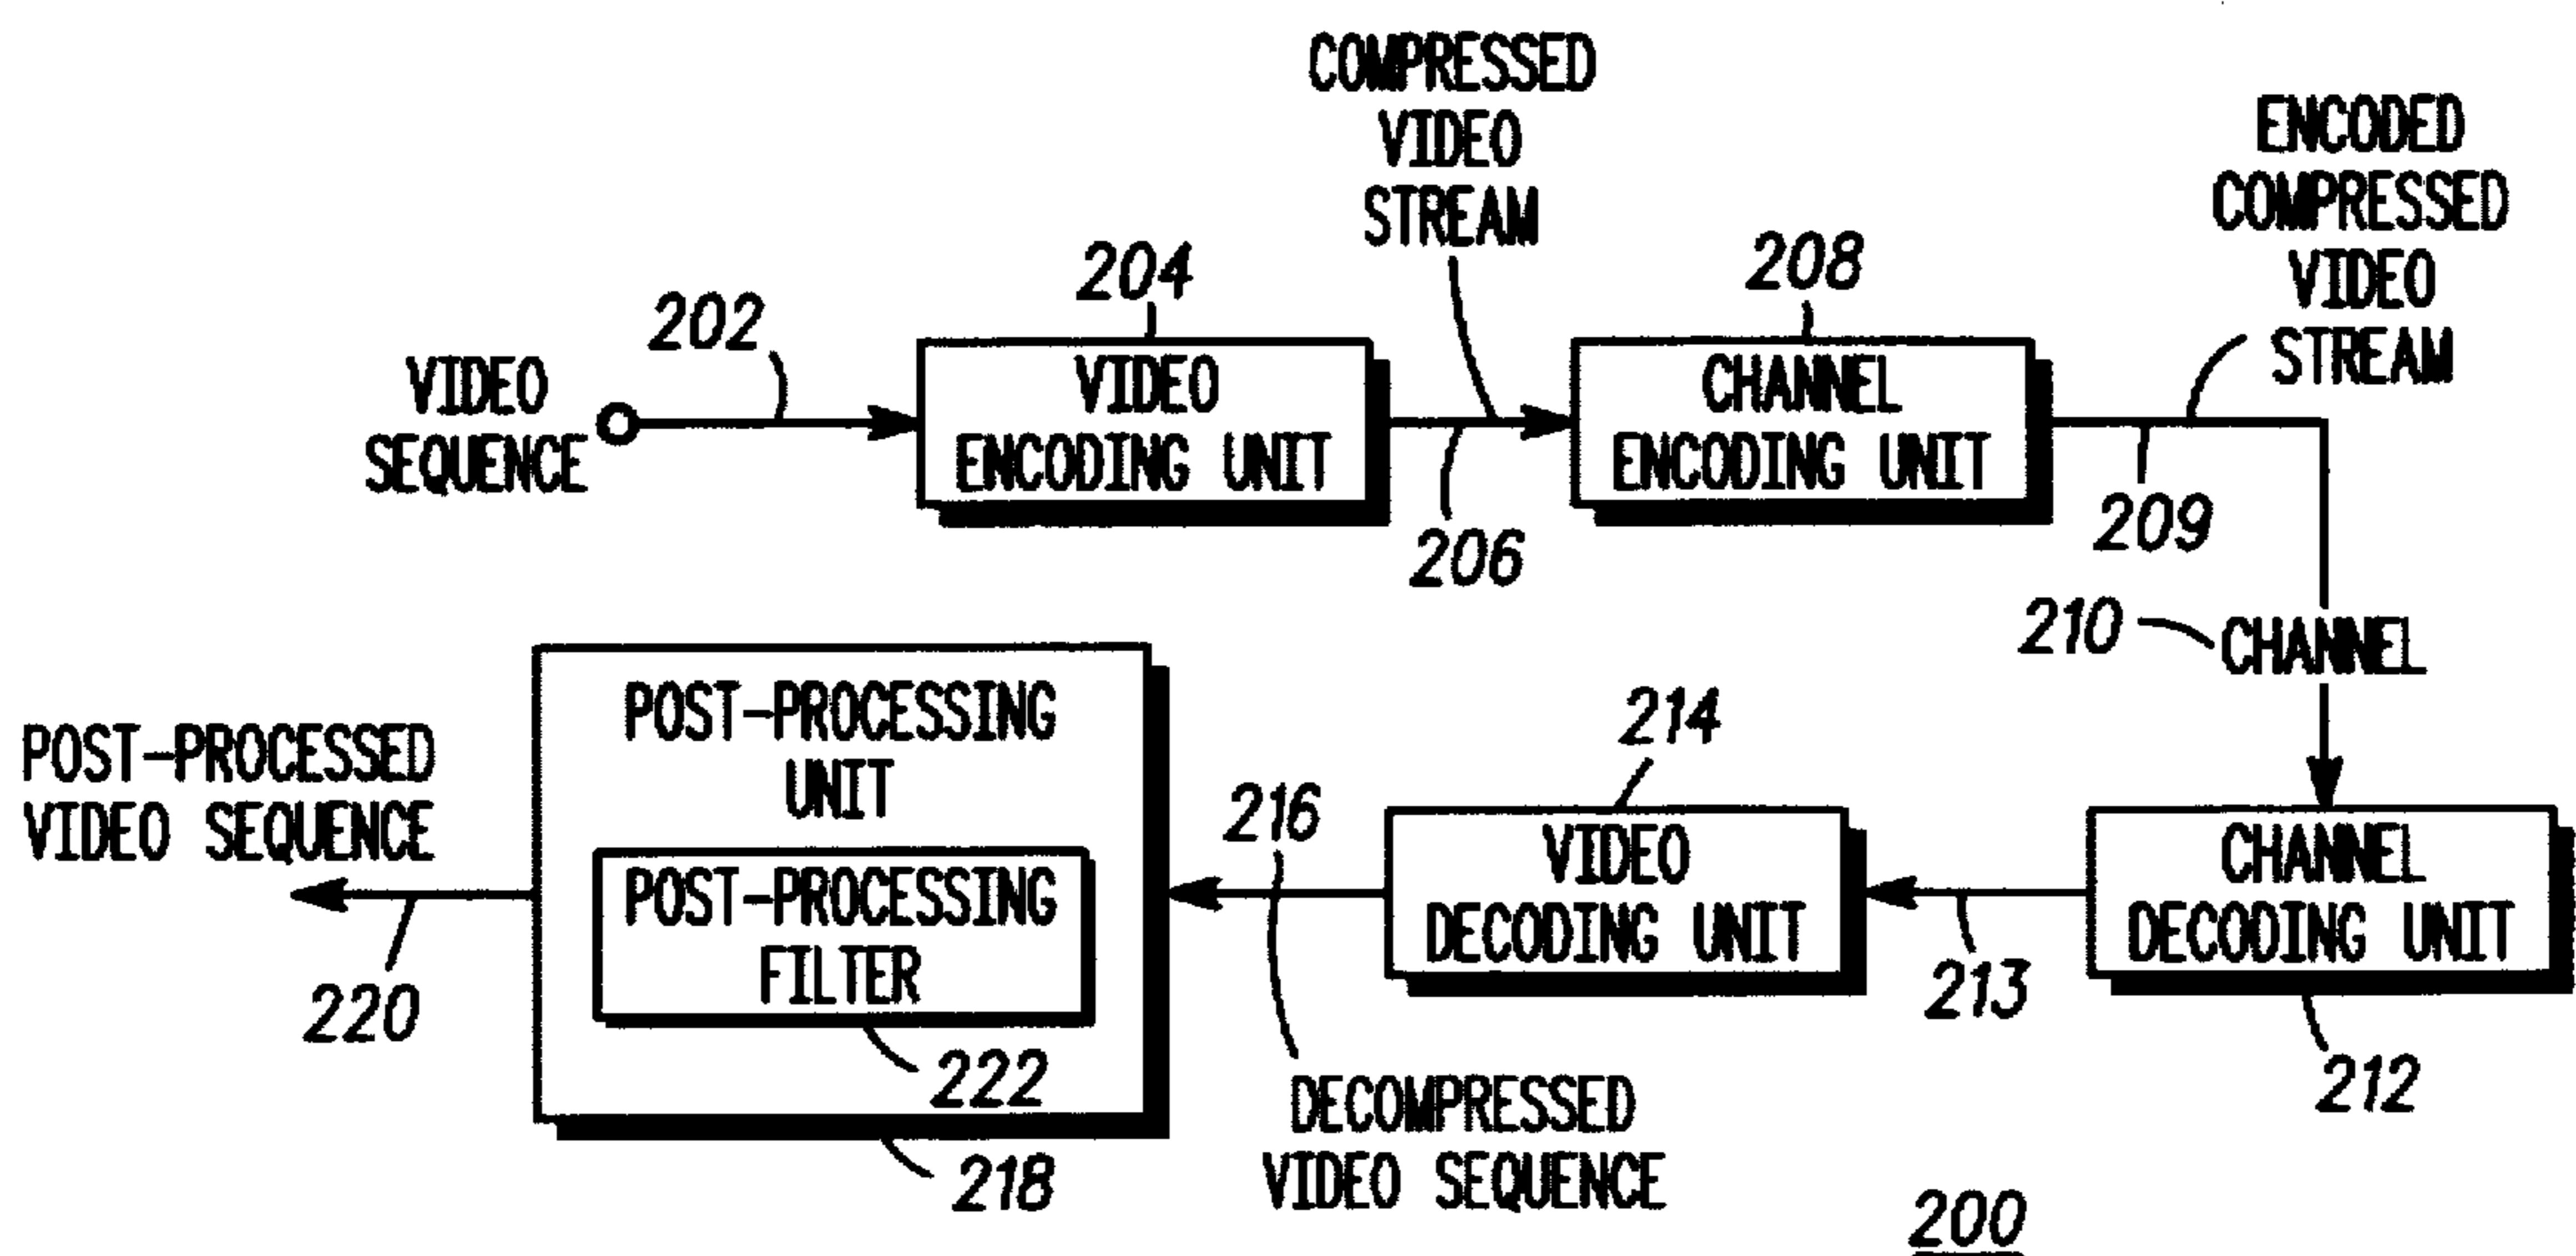 COMPRESSED
VIDEO
STREAM
ENCODED
COMPRESSED
VIDEO
STREAM
202
204
208
VIDEO
SEQUENCE
VIDEO
ENCODING UNIT
CHANNEL
ENCODING UNIT
206
209
210
CHANNEL
POST-PROCESSED
VIDEO SEQUENCE
220
POST-PROCESSING
UNIT
POST-PROCESSING
FILTER
222
218
216
DECOMPRESSED
VIDEO SEQUENCE
214
VIDEO
DECODING UNIT
213
CHANNEL
DECODING UNIT
212
200